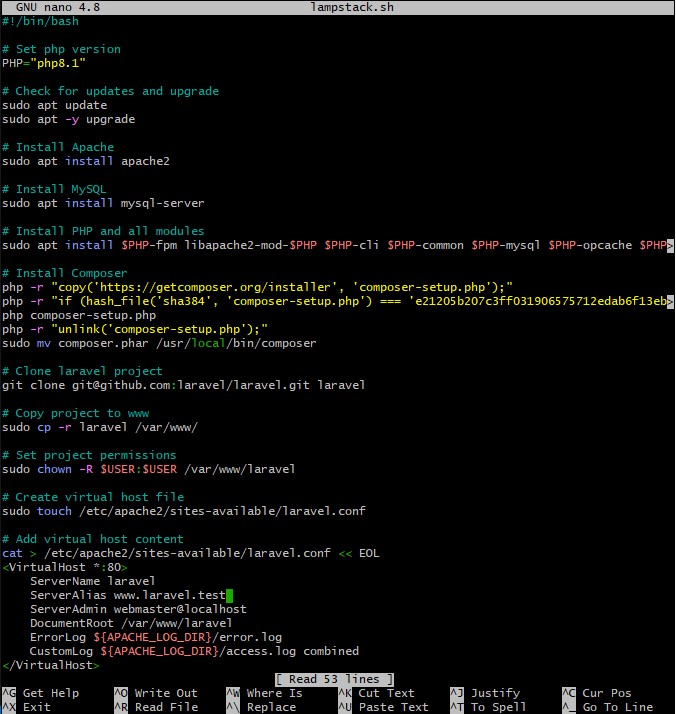 GNU nano 4.8 lampstack.sh
#!/bin/bash
# Set php version
PHP="php8.1"
# Check for updates and upgrade
sudo apt update
sudo apt -y upgrade
# Install Apache
sudo apt install apache2
# Install MySQL
sudo apt install mysql-server
# Install PHP and all modules
sudo apt install $PHP-fpm libapache2-mod-$PHP $PHP-cli $PHP-common $PHP-mysql $PHP-opcache $PHP>
# Install Composer
php -r "copy('https://getcomposer.org/installer', 'composer-setup.php');"
php -r "if (hash_file('sha384', 'composer-setup.php') === 'e21205b207c3ff031906575712edab6f13eb>
php composer-setup.php
php -r "unlink('composer-setup.php');"
sudo mv composer.phar /usr/local/bin/composer
# Clone laravel project
git clone git@github.com:laravel/laravel.git laravel
# Copy project to www
sudo cp -r laravel /var/www/
# Set project permissions
sudo chown -R $USER:$USER /var/www/laravel
# Create virtual host file
sudo touch /etc/apache2/sites-available/laravel.conf
# Add virtual host content
cat > /etc/apache2/sites-available/laravel.conf << EOL
<VirtualHost *:80>
    ServerName laravel
    ServerAlias www.laravel.test
    ServerAdmin webmaster@localhost
    DocumentRoot /var/www/laravel
    ErrorLog ${APACHE_LOG_DIR}/error.log
    CustomLog ${APACHE_LOG_DIR}/access.log combined
</VirtualHost>
[ Read 53 lines ]
^G Get Help ^O Write Out ^W Where Is ^K Cut Text ^J Justify ^C Cur Pos
^X Exit ^R Read File ^\ Replace ^U Paste Text ^T To Spell ^_ Go To Line